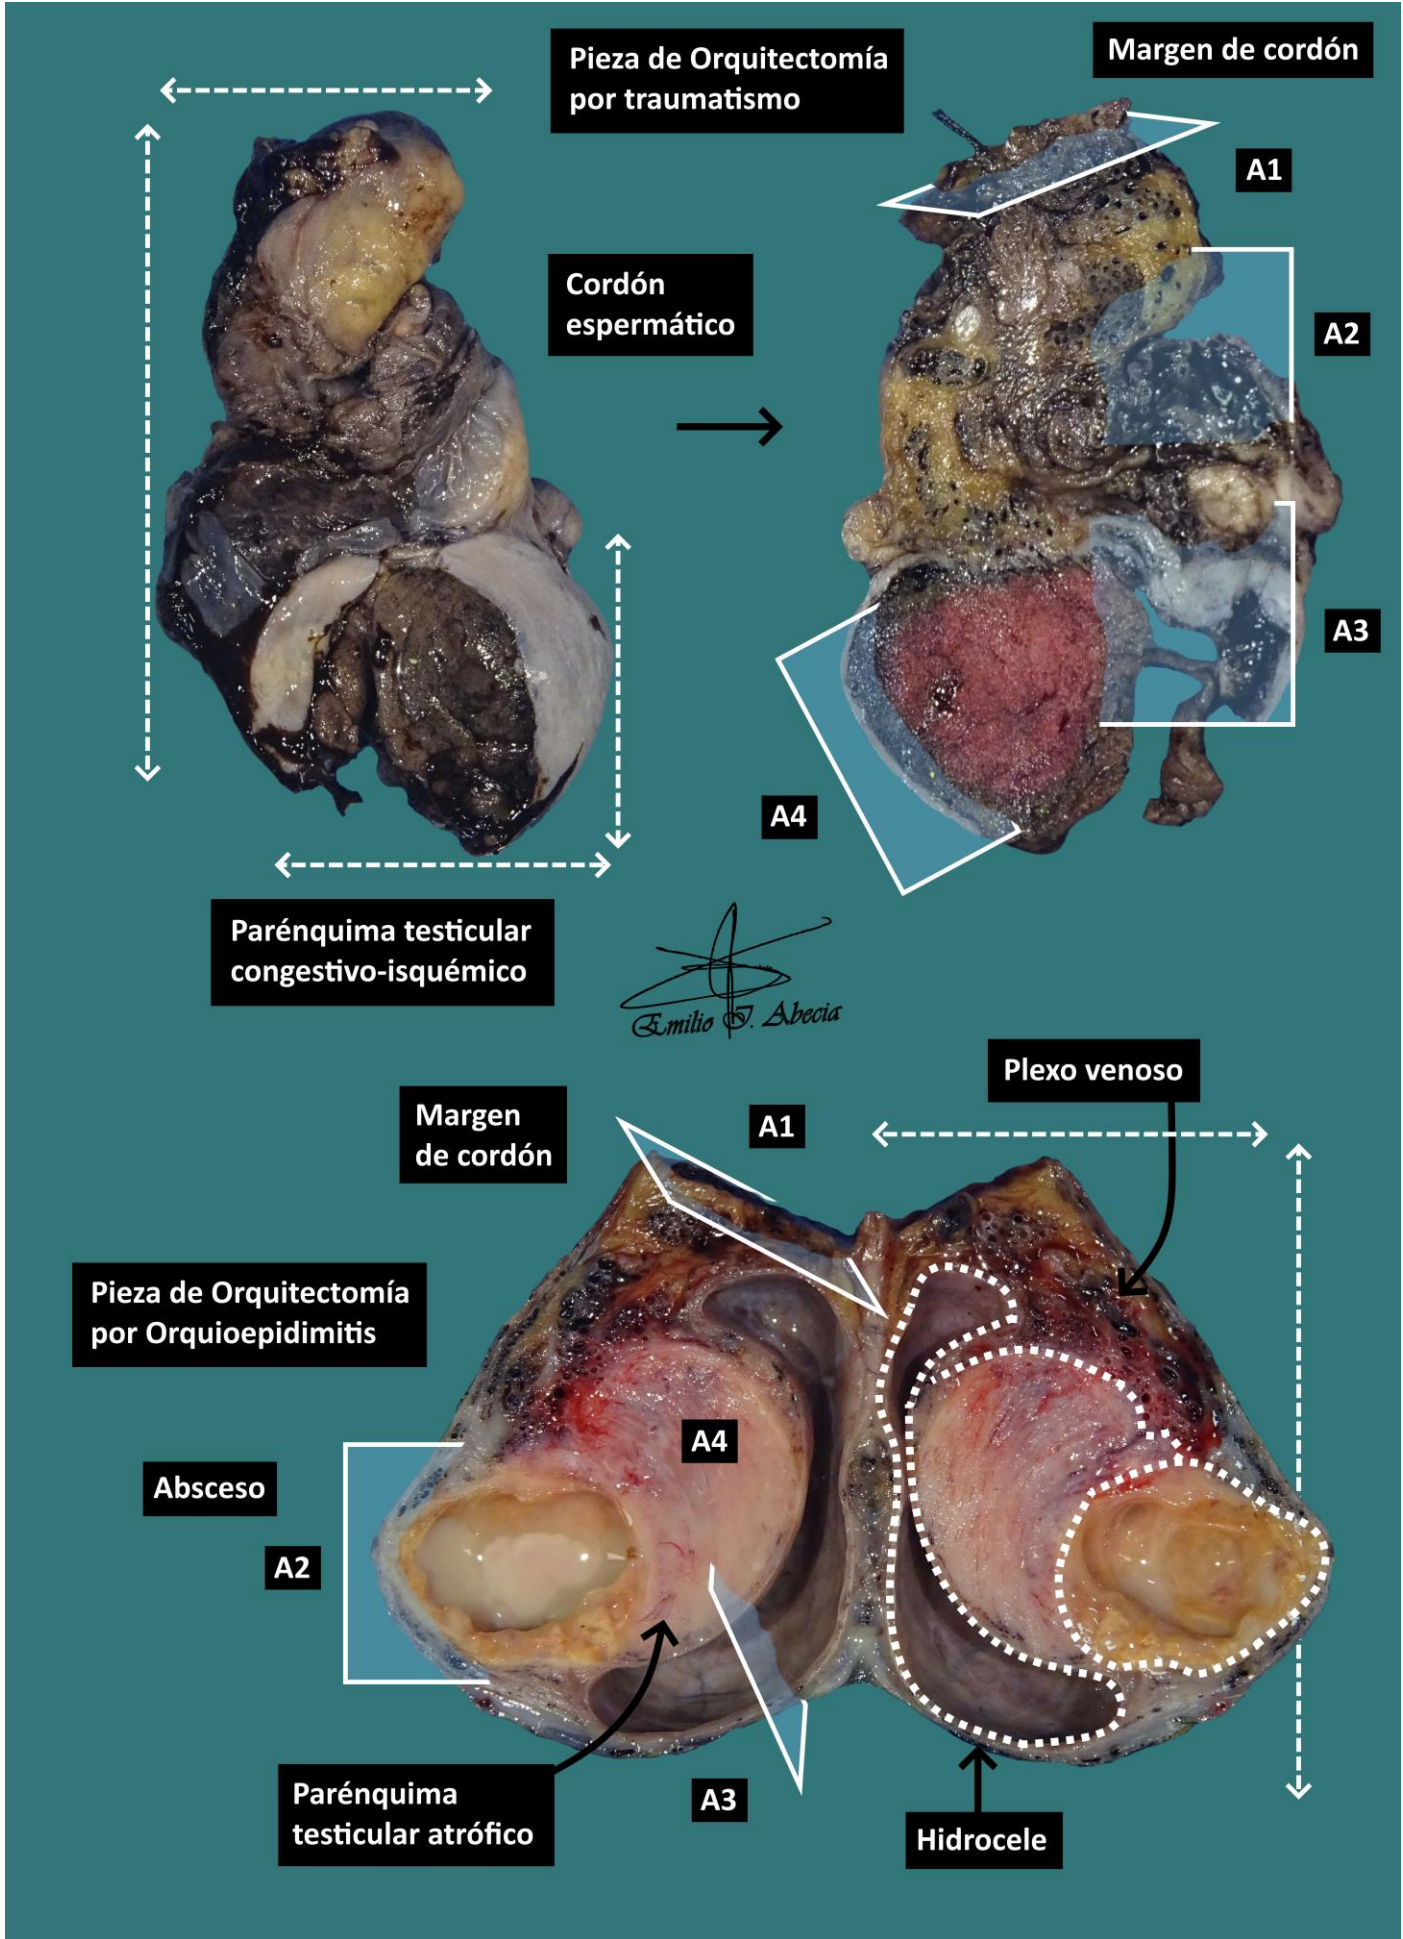 Pieza de Orquitectomía
por traumatismo
Margen de cordón
A1
Cordón
espermático
A2
A3
A4
Parénquima testicular
congestivo-isquémico
Emilio J. Abecia
Plexo venoso
Margen
de cordón
A1
Pieza de Orquitectomía
por Orquioepidimitis
A4
Absceso
A2
Parénquima
testicular atrófico
A3
Hidrocele